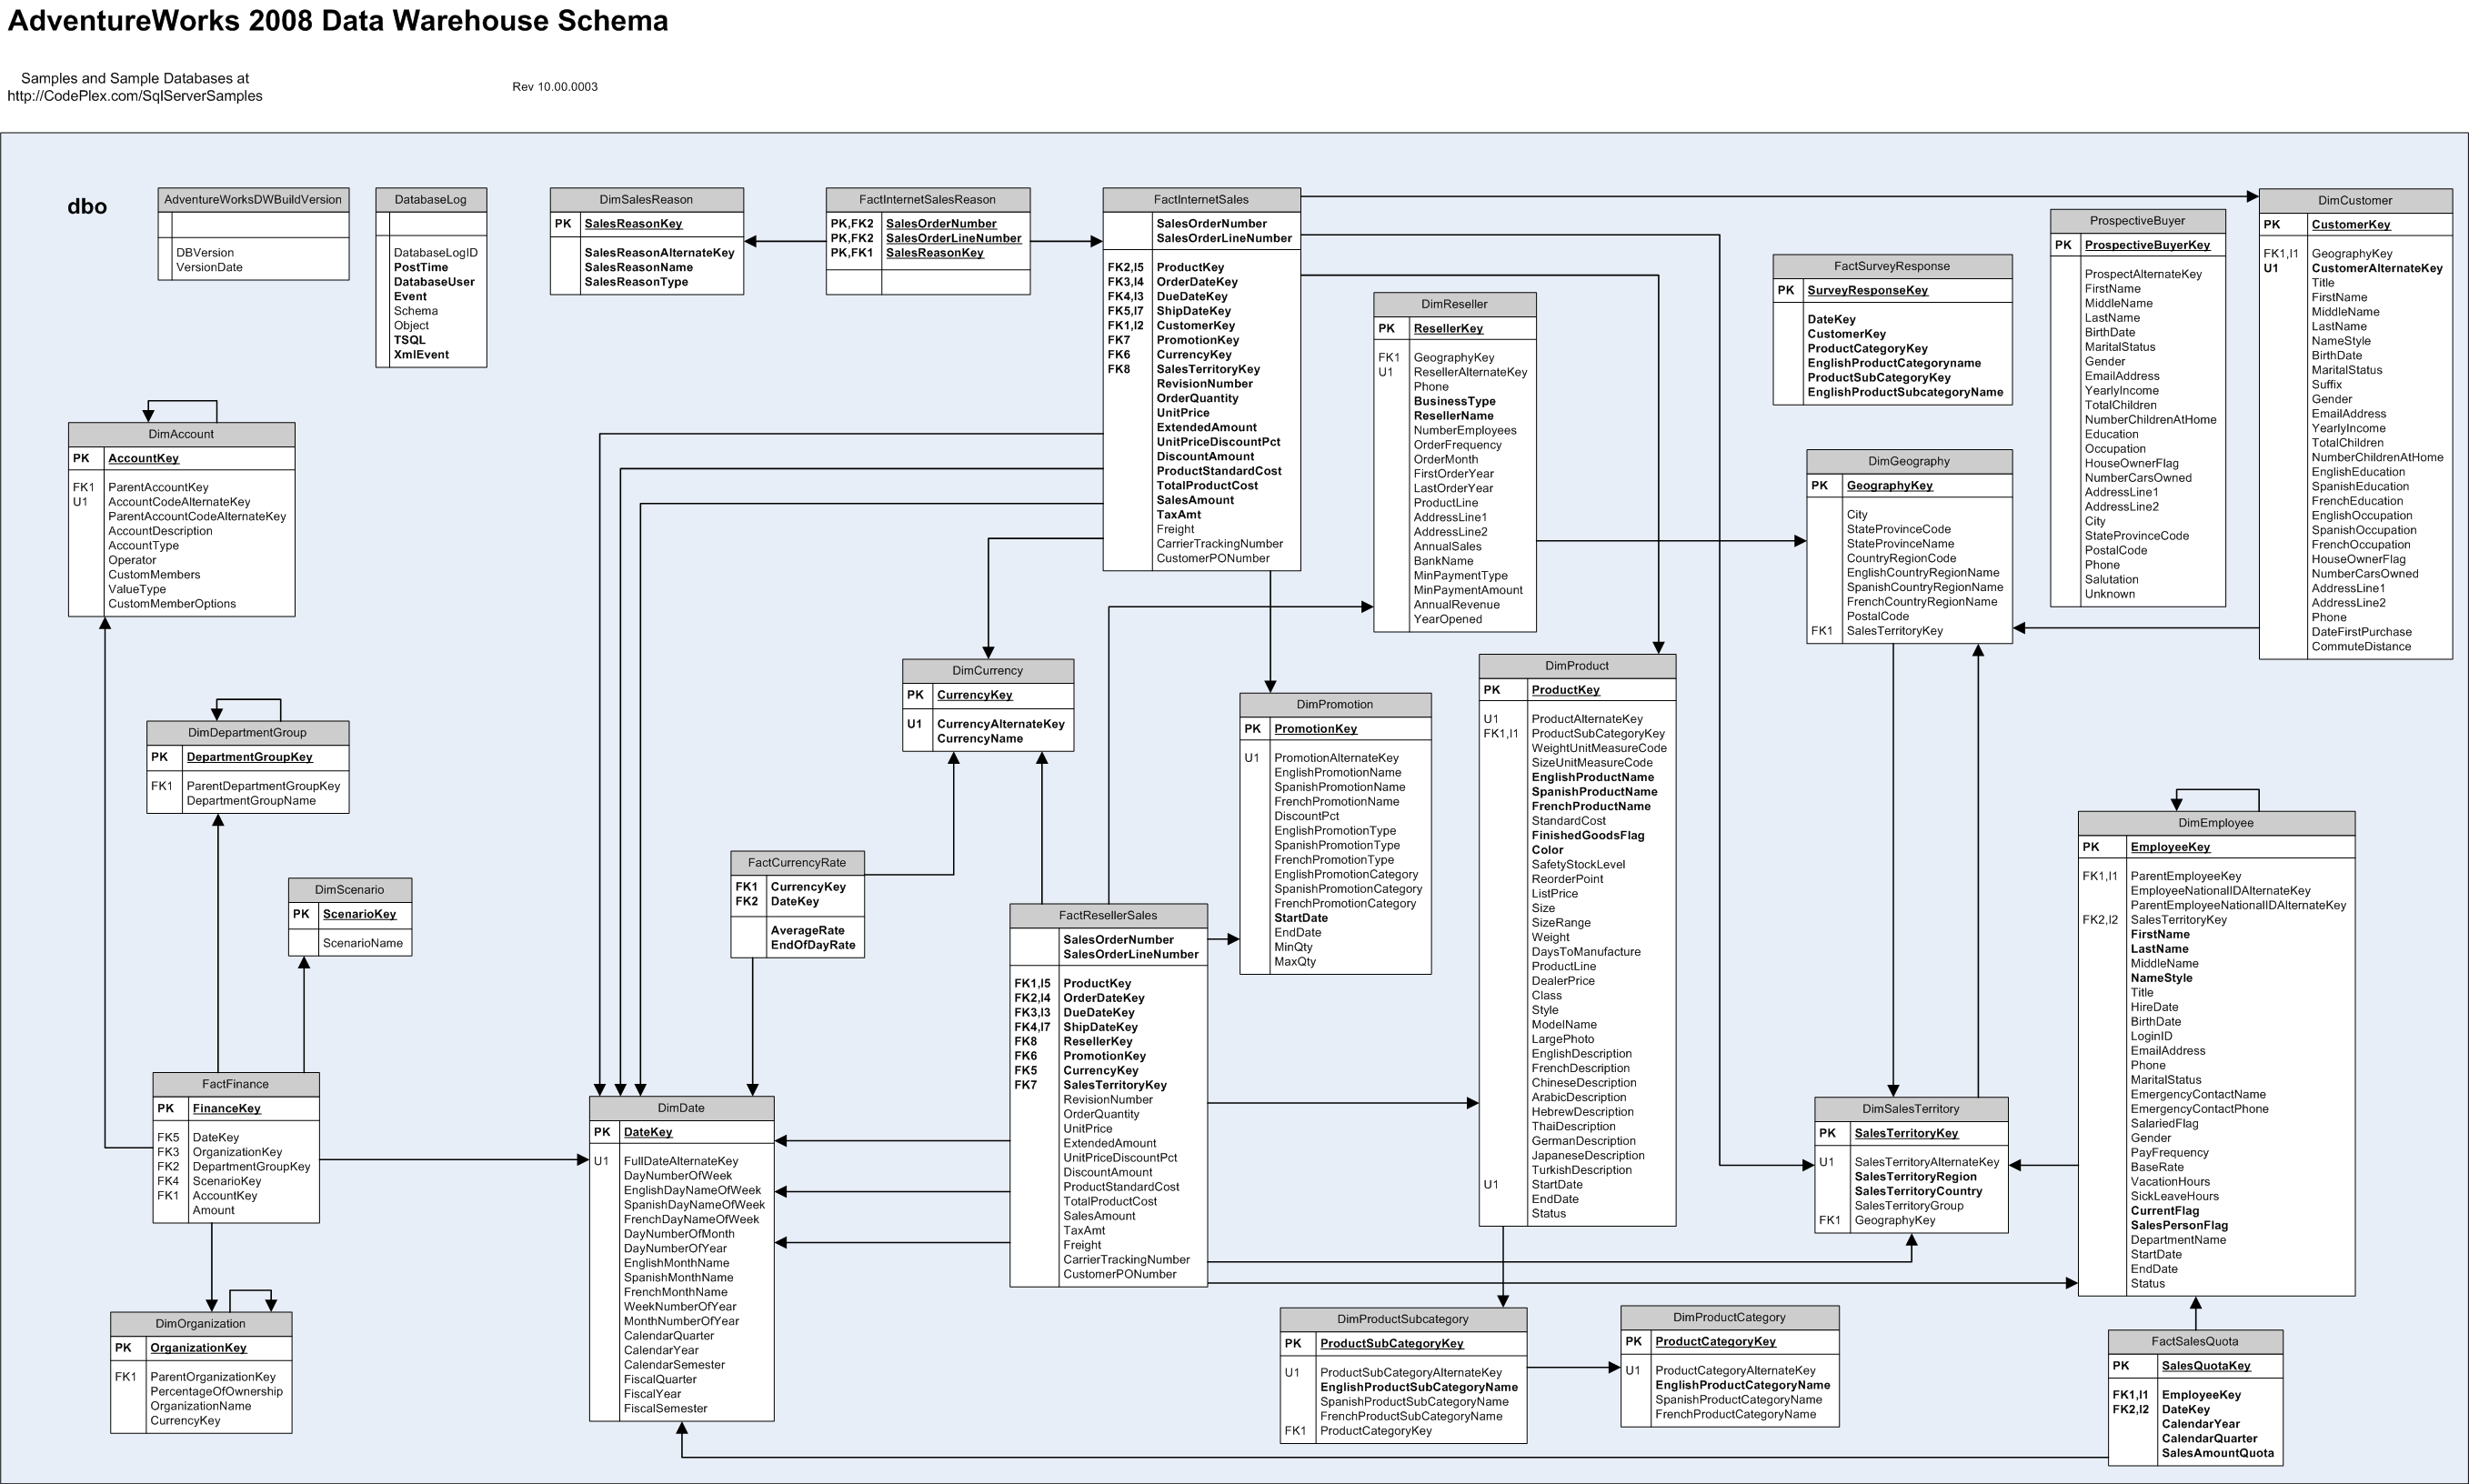 AdventureWorks 2008 Data Warehouse Schema
Samples and Sample Databases at
http://CodePlex.com/SqlServerSamples
Rev 10.00.0003
dbo
AdventureWorksDWBuildVersion
DBVersion
VersionDate
DatabaseLog
DatabaseLogID
PostTime
DatabaseUser
Event
Schema
Object
TSQL
XmlEvent
DimSalesReason
PK SalesReasonKey
SalesReasonAlternateKey
SalesReasonName
SalesReasonType
FactInternetSalesReason
PK,FK2 SalesOrderNumber
PK,FK2 SalesOrderLineNumber
PK,FK1 SalesReasonKey
FactInternetSales
SalesOrderNumber
SalesOrderLineNumber
FK2,I5 ProductKey
FK3,I4 OrderDateKey
FK4,I3 DueDateKey
FK5,I7 ShipDateKey
FK1,I2 CustomerKey
FK7 PromotionKey
FK6 CurrencyKey
FK8 SalesTerritoryKey
RevisionNumber
OrderQuantity
UnitPrice
ExtendedAmount
UnitPriceDiscountPct
DiscountAmount
ProductStandardCost
TotalProductCost
SalesAmount
TaxAmt
Freight
CarrierTrackingNumber
CustomerPONumber
DimReseller
PK ResellerKey
FK1 GeographyKey
U1 ResellerAlternateKey
Phone
BusinessType
ResellerName
NumberEmployees
OrderFrequency
OrderMonth
FirstOrderYear
LastOrderYear
ProductLine
AddressLine1
AddressLine2
AnnualSales
BankName
MinPaymentType
MinPaymentAmount
AnnualRevenue
YearOpened
FactSurveyResponse
PK SurveyResponseKey
DateKey
CustomerKey
ProductCategoryKey
EnglishProductCategoryname
ProductSubCategoryKey
EnglishProductSubcategoryName
ProspectiveBuyer
PK ProspectiveBuyerKey
ProspectAlternateKey
FirstName
MiddleName
LastName
BirthDate
MaritalStatus
Gender
EmailAddress
YearlyIncome
TotalChildren
NumberChildrenAtHome
Education
Occupation
HouseOwnerFlag
NumberCarsOwned
AddressLine1
AddressLine2
City
StateProvinceCode
PostalCode
Phone
Salutation
Unknown
DimCustomer
PK CustomerKey
FK1,I1 GeographyKey
U1 CustomerAlternateKey
Title
FirstName
MiddleName
LastName
NameStyle
BirthDate
MaritalStatus
Suffix
Gender
EmailAddress
YearlyIncome
TotalChildren
NumberChildrenAtHome
EnglishEducation
SpanishEducation
FrenchEducation
EnglishOccupation
SpanishOccupation
FrenchOccupation
HouseOwnerFlag
NumberCarsOwned
AddressLine1
AddressLine2
Phone
DateFirstPurchase
CommuteDistance
DimAccount
PK AccountKey
FK1 ParentAccountKey
U1 AccountCodeAlternateKey
ParentAccountCodeAlternateKey
AccountDescription
AccountType
Operator
CustomMembers
ValueType
CustomMemberOptions
DimGeography
PK GeographyKey
City
StateProvinceCode
StateProvinceName
CountryRegionCode
EnglishCountryRegionName
SpanishCountryRegionName
FrenchCountryRegionName
PostalCode
FK1 SalesTerritoryKey
DimDepartmentGroup
PK DepartmentGroupKey
FK1 ParentDepartmentGroupKey
DepartmentGroupName
DimCurrency
PK CurrencyKey
U1 CurrencyAlternateKey
CurrencyName
DimPromotion
PK PromotionKey
U1 PromotionAlternateKey
EnglishPromotionName
SpanishPromotionName
FrenchPromotionName
DiscountPct
EnglishPromotionType
SpanishPromotionType
FrenchPromotionType
EnglishPromotionCategory
SpanishPromotionCategory
FrenchPromotionCategory
StartDate
EndDate
MinQty
MaxQty
DimProduct
PK ProductKey
U1 ProductAlternateKey
FK1,I1 ProductSubCategoryKey
WeightUnitMeasureCode
SizeUnitMeasureCode
EnglishProductName
SpanishProductName
FrenchProductName
StandardCost
FinishedGoodsFlag
Color
SafetyStockLevel
ReorderPoint
ListPrice
Size
SizeRange
Weight
DaysToManufacture
ProductLine
DealerPrice
Class
Style
ModelName
LargePhoto
EnglishDescription
FrenchDescription
ChineseDescription
ArabicDescription
HebrewDescription
ThaiDescription
GermanDescription
JapaneseDescription
TurkishDescription
U1 StartDate
EndDate
Status
DimEmployee
PK EmployeeKey
FK1,I1 ParentEmployeeKey
EmployeeNationalIDAlternateKey
ParentEmployeeNationalIDAlternateKey
FK2,I2 SalesTerritoryKey
FirstName
LastName
MiddleName
NameStyle
Title
HireDate
BirthDate
LoginID
EmailAddress
Phone
MaritalStatus
EmergencyContactName
EmergencyContactPhone
SalariedFlag
Gender
PayFrequency
BaseRate
VacationHours
SickLeaveHours
CurrentFlag
SalesPersonFlag
DepartmentName
StartDate
EndDate
Status
DimScenario
PK ScenarioKey
ScenarioName
FactCurrencyRate
FK1 CurrencyKey
FK2 DateKey
AverageRate
EndOfDayRate
FactResellerSales
SalesOrderNumber
SalesOrderLineNumber
FK1,I5 ProductKey
FK2,I4 OrderDateKey
FK3,I3 DueDateKey
FK4,I7 ShipDateKey
FK8 ResellerKey
FK6 PromotionKey
FK5 CurrencyKey
FK7 SalesTerritoryKey
RevisionNumber
OrderQuantity
UnitPrice
ExtendedAmount
UnitPriceDiscountPct
DiscountAmount
ProductStandardCost
TotalProductCost
SalesAmount
TaxAmt
Freight
CarrierTrackingNumber
CustomerPONumber
FactFinance
PK FinanceKey
FK5 DateKey
FK3 OrganizationKey
FK2 DepartmentGroupKey
FK4 ScenarioKey
FK1 AccountKey
Amount
DimDate
PK DateKey
U1 FullDateAlternateKey
DayNumberOfWeek
EnglishDayNameOfWeek
SpanishDayNameOfWeek
FrenchDayNameOfWeek
DayNumberOfMonth
DayNumberOfYear
EnglishMonthName
SpanishMonthName
FrenchMonthName
WeekNumberOfYear
MonthNumberOfYear
CalendarQuarter
CalendarYear
CalendarSemester
FiscalQuarter
FiscalYear
FiscalSemester
DimSalesTerritory
PK SalesTerritoryKey
U1 SalesTerritoryAlternateKey
SalesTerritoryRegion
SalesTerritoryCountry
SalesTerritoryGroup
FK1 GeographyKey
DimOrganization
PK OrganizationKey
FK1 ParentOrganizationKey
PercentageOfOwnership
OrganizationName
CurrencyKey
DimProductSubcategory
PK ProductSubCategoryKey
U1 ProductSubCategoryAlternateKey
EnglishProductSubCategoryName
SpanishProductSubCategoryName
FrenchProductSubCategoryName
FK1 ProductCategoryKey
DimProductCategory
PK ProductCategoryKey
U1 ProductCategoryAlternateKey
EnglishProductCategoryName
SpanishProductCategoryName
FrenchProductCategoryName
FactSalesQuota
PK SalesQuotaKey
FK1,I1 EmployeeKey
FK2,I2 DateKey
CalendarYear
CalendarQuarter
SalesAmountQuota